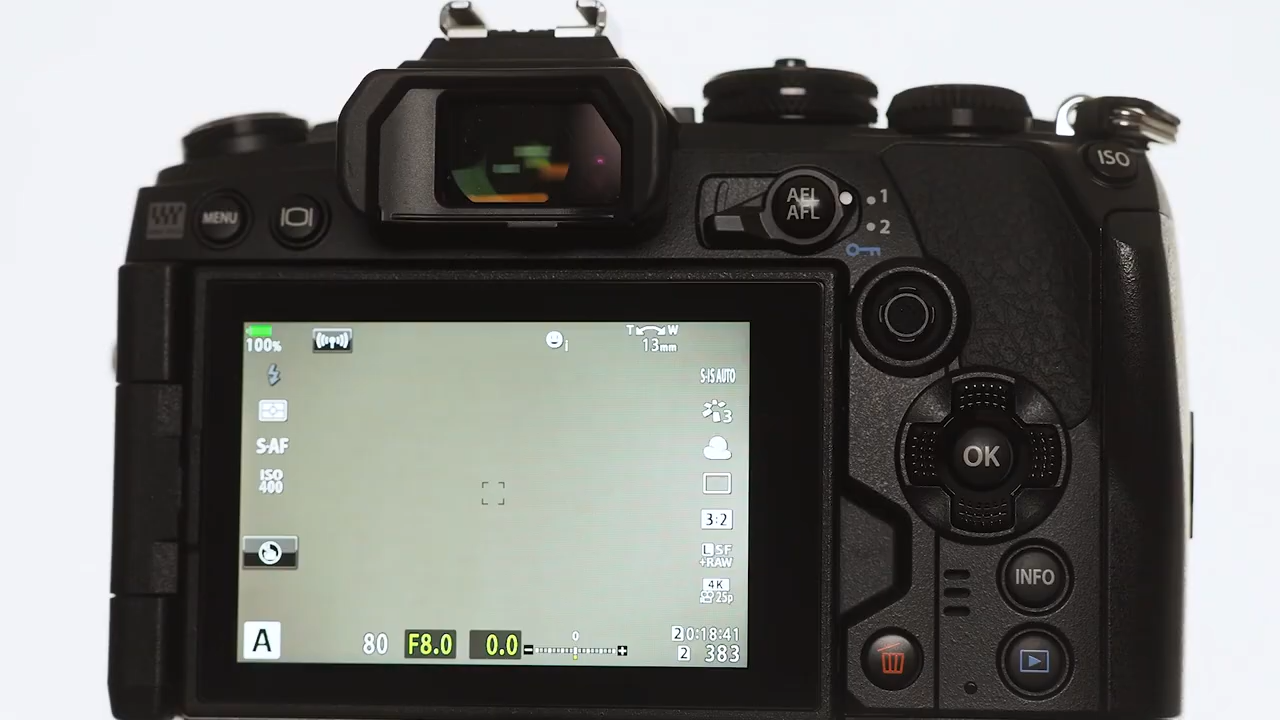 ISO
MENU
AEL
AFL
1
2
100%
i
T W
13mm
S-IS AUTO
3
S-AF
ISO
400
3:2
L SF
+RAW
4K
25p
OK
INFO
A
80
F8.0
0.0
0
2 0:18:41
2 383